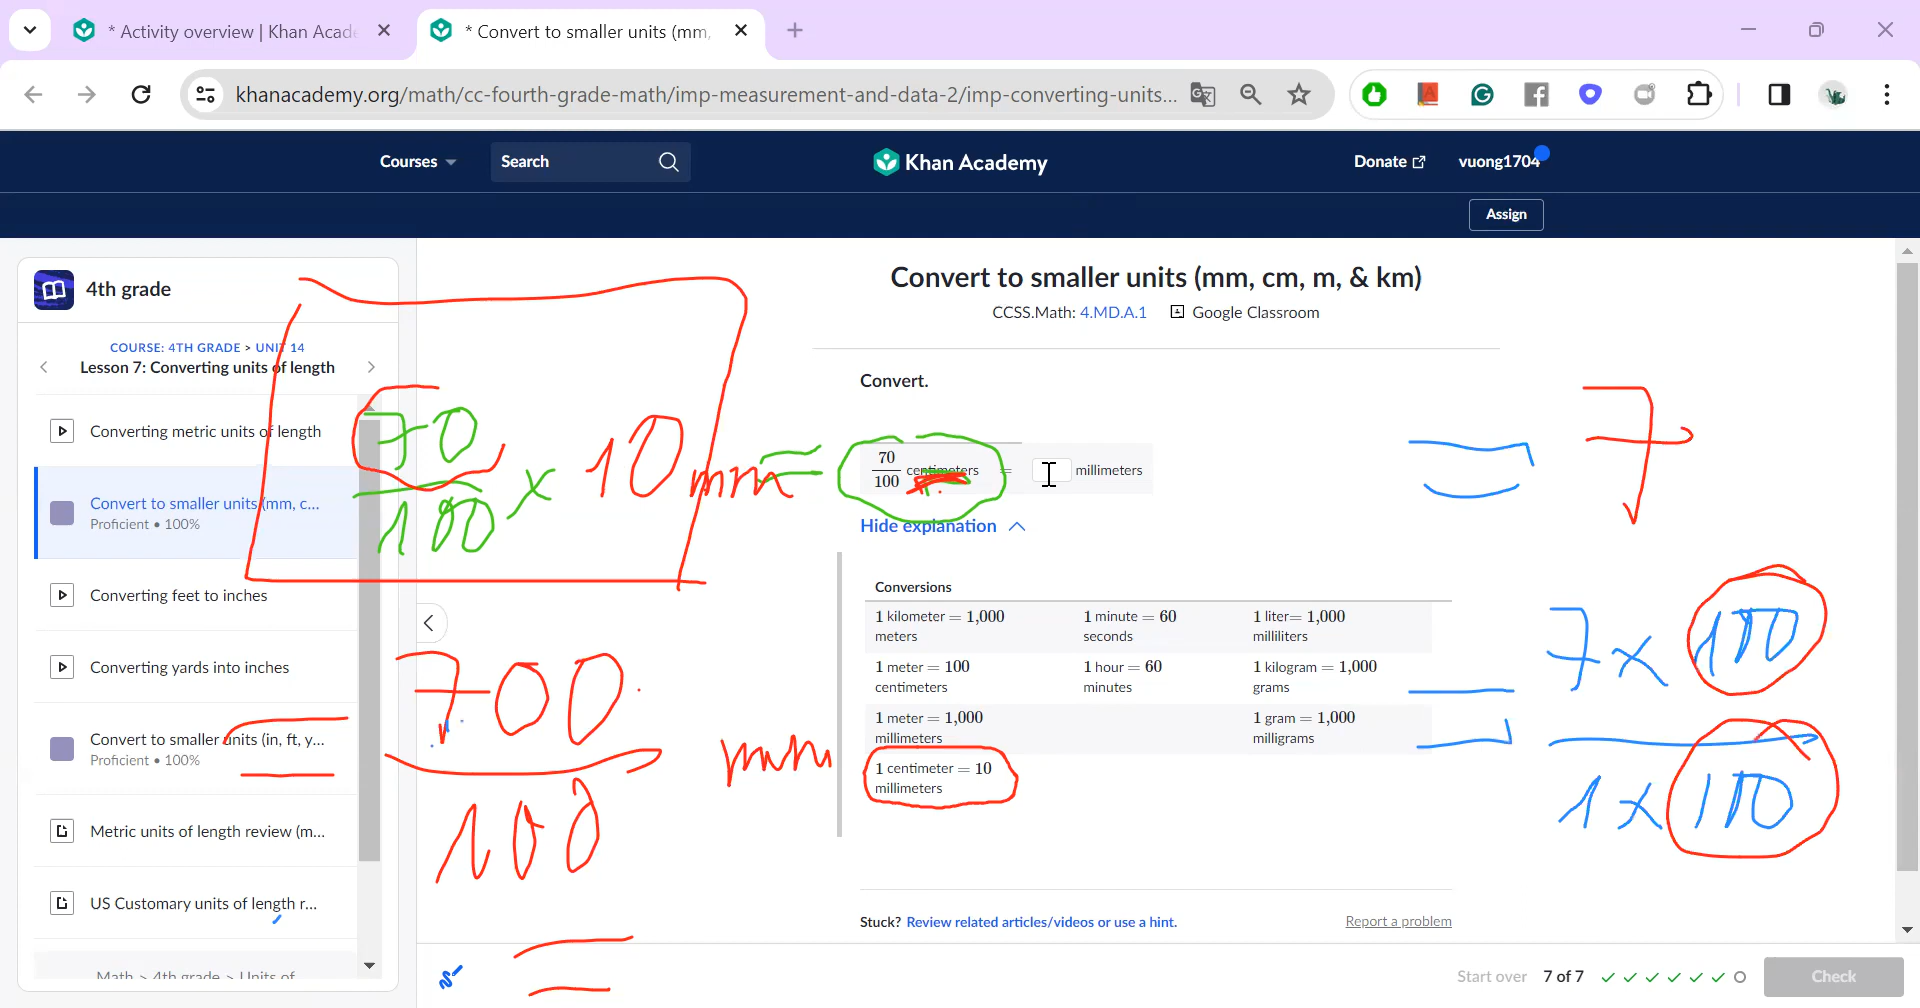 * Activity overview | Khan Acade
* Convert to smaller units (mm,
khanacademy.org/math/cc-fourth-grade-math/imp-measurement-and-data-2/imp-converting-units...
Courses
Search
Khan Academy
Donate
vuong1704
Assign
4th grade
COURSE: 4TH GRADE > UNIT 14
Lesson 7: Converting units of length
Converting metric units of length
Convert to smaller units (mm, c...
Proficient • 100%
Converting feet to inches
Converting yards into inches
Convert to smaller units (in, ft, y...
Proficient • 100%
Metric units of length review (m...
US Customary units of length r...
Math > 4th grade > Units of
70
100
x 10 mm =
700
100
mm
=
Convert to smaller units (mm, cm, m, & km)
CCSS.Math: 4.MD.A.1
Google Classroom
Convert.
70
100
centimeters = millimeters
Hide explanation
Conversions
1 kilometer = 1,000 meters
1 minute = 60 seconds
1 liter= 1,000 milliliters
1 meter = 100 centimeters
1 hour = 60 minutes
1 kilogram = 1,000 grams
1 meter = 1,000 millimeters
1 gram = 1,000 milligrams
1 centimeter = 10 millimeters
= 7
= 7 x 100
1 x 100
Stuck? Review related articles/videos or use a hint.
Report a problem
Start over
7 of 7
Check